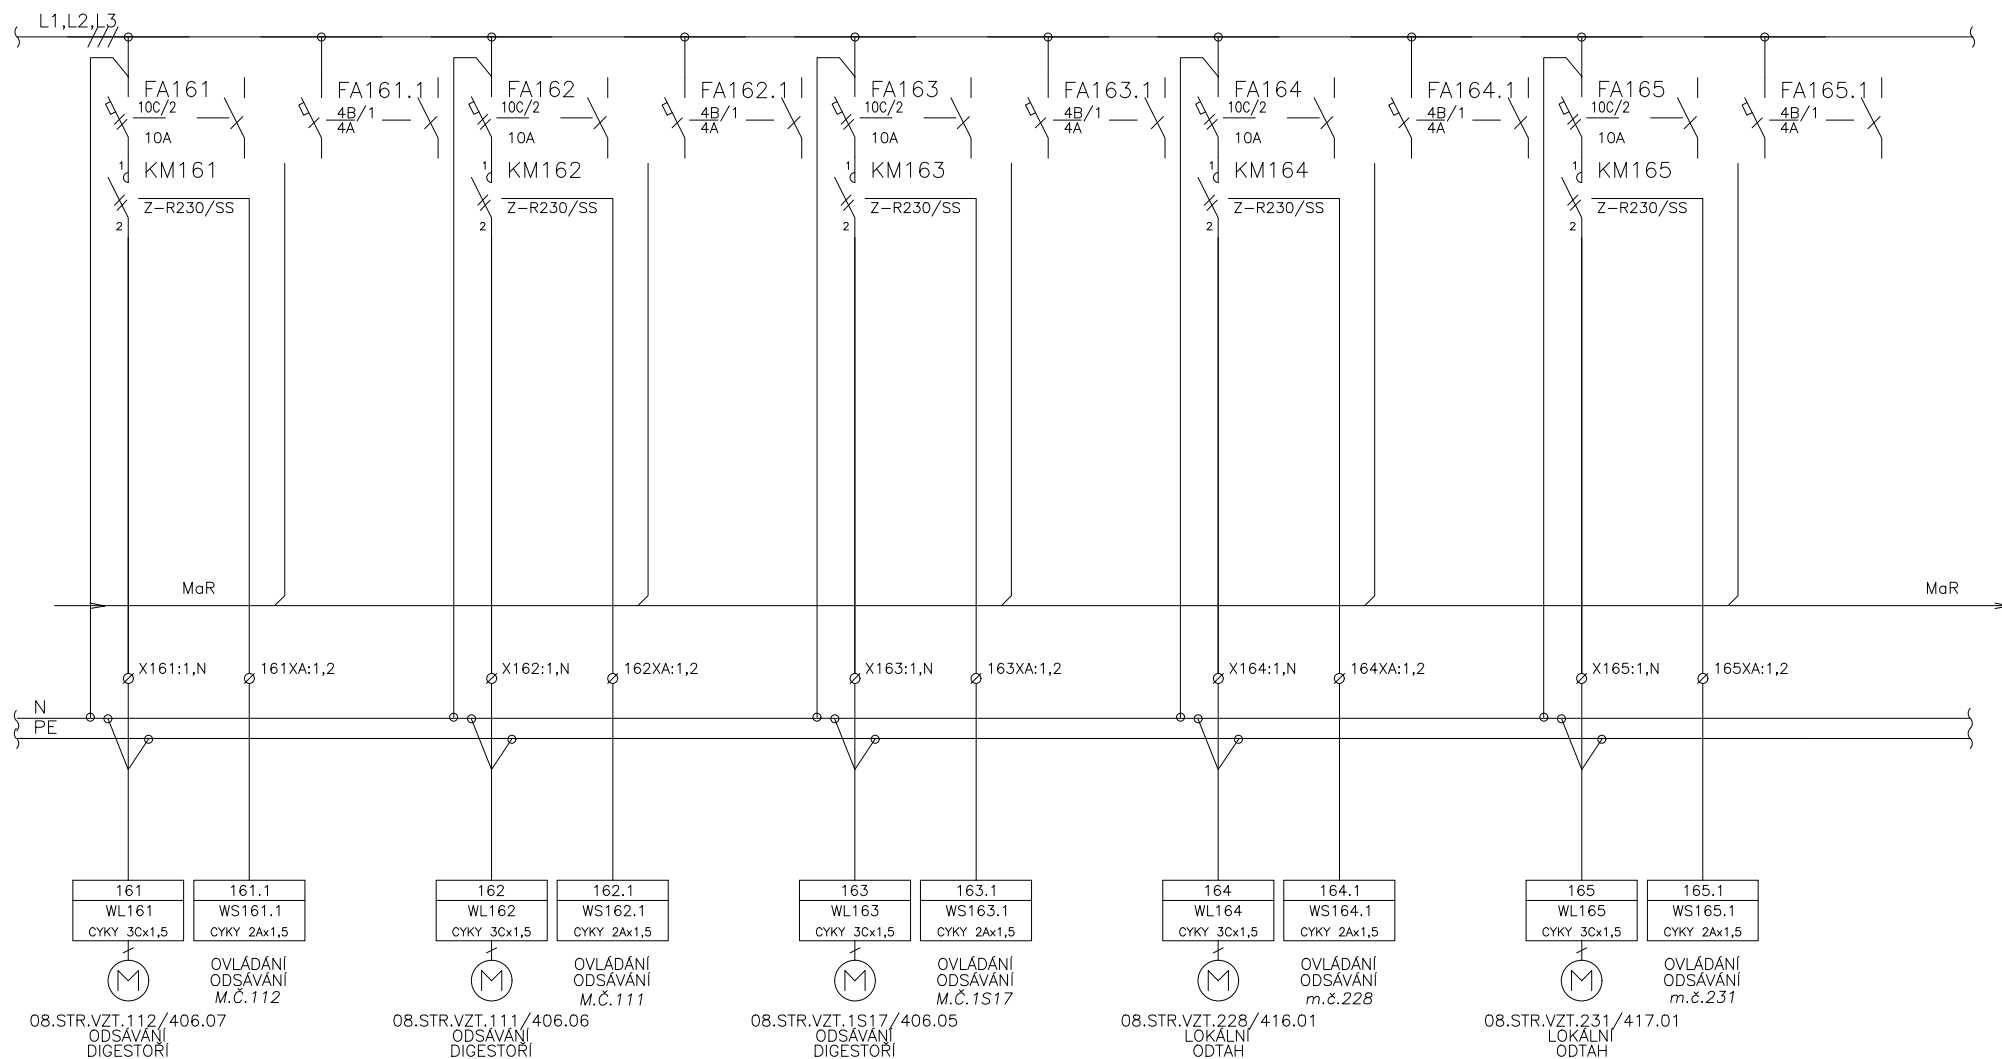 L1,L2,L3
FA161
10C/2
10A
FA161.1
4B/1
4A
FA162
10C/2
10A
FA162.1
4B/1
4A
FA163
10C/2
10A
FA163.1
4B/1
4A
FA164
10C/2
10A
FA164.1
4B/1
4A
FA165
10C/2
10A
FA165.1
4B/1
4A
1
KM161
Z-R230/SS
2
1
KM162
Z-R230/SS
2
1
KM163
Z-R230/SS
2
1
KM164
Z-R230/SS
2
1
KM165
Z-R230/SS
2
MaR
MaR
X161:1,N
161XA:1,2
X162:1,N
162XA:1,2
X163:1,N
163XA:1,2
X164:1,N
164XA:1,2
X165:1,N
165XA:1,2
N
PE
161
WL161
CYKY 3Cx1,5
161.1
WS161.1
CYKY 2Ax1,5
162
WL162
CYKY 3Cx1,5
162.1
WS162.1
CYKY 2Ax1,5
163
WL163
CYKY 3Cx1,5
163.1
WS163.1
CYKY 2Ax1,5
164
WL164
CYKY 3Cx1,5
164.1
WS164.1
CYKY 2Ax1,5
165
WL165
CYKY 3Cx1,5
165.1
WS165.1
CYKY 2Ax1,5
M
OVLÁDÁNÍ
ODSÁVÁNÍ
M.Č.112
M
OVLÁDÁNÍ
ODSÁVÁNÍ
M.Č.111
M
OVLÁDÁNÍ
ODSÁVÁNÍ
M.Č.1S17
M
OVLÁDÁNÍ
ODSÁVÁNÍ
m.č.228
M
OVLÁDÁNÍ
ODSÁVÁNÍ
m.č.231
08.STR.VZT.112/406.07
ODSÁVÁNÍ
DIGESTOŘÍ
08.STR.VZT.111/406.06
ODSÁVÁNÍ
DIGESTOŘÍ
08.STR.VZT.1S17/406.05
ODSÁVÁNÍ
DIGESTOŘÍ
08.STR.VZT.228/416.01
LOKÁLNÍ
ODTAH
08.STR.VZT.231/417.01
LOKÁLNÍ
ODTAH